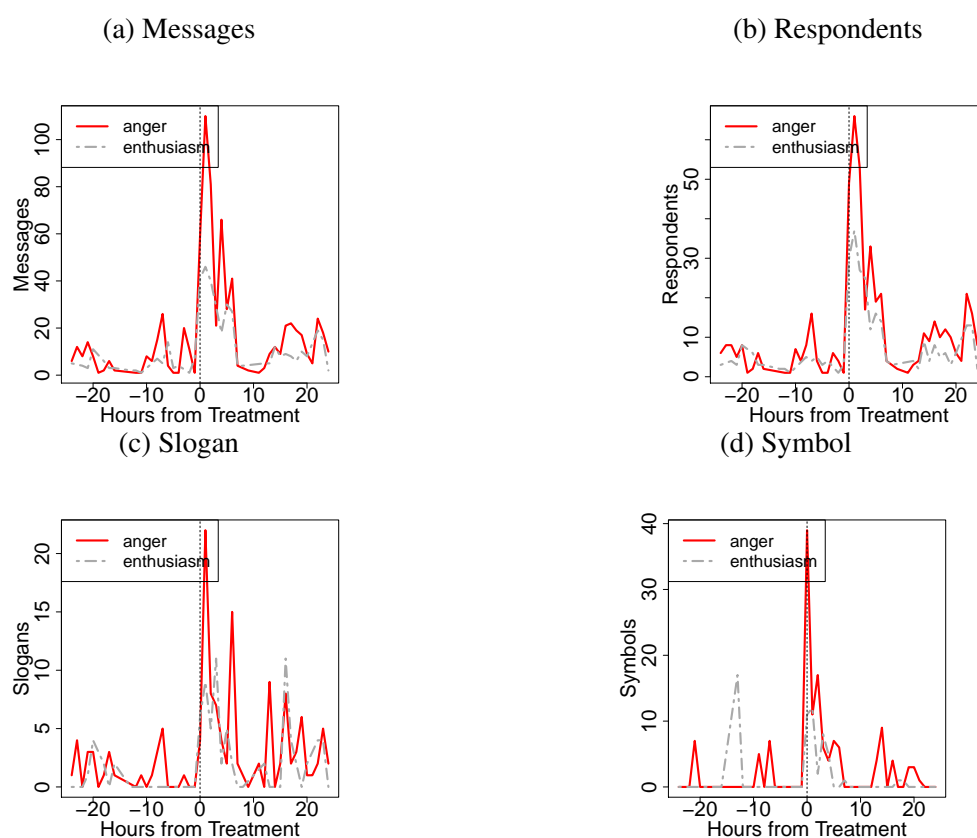 (a) Messages
(b) Respondents
anger
enthusiasm
Messages
0 20 40 60 80 100
−20 −10 0 10 20
Hours from Treatment
anger
enthusiasm
Respondents
0 10 30 50
−20 −10 0 10 20
Hours from Treatment
(c) Slogan
(d) Symbol
anger
enthusiasm
Slogans
0 5 10 15 20
−20 −10 0 10 20
Hours from Treatment
anger
enthusiasm
Symbols
0 10 20 30 40
−20 −10 0 10 20
Hours from Treatment